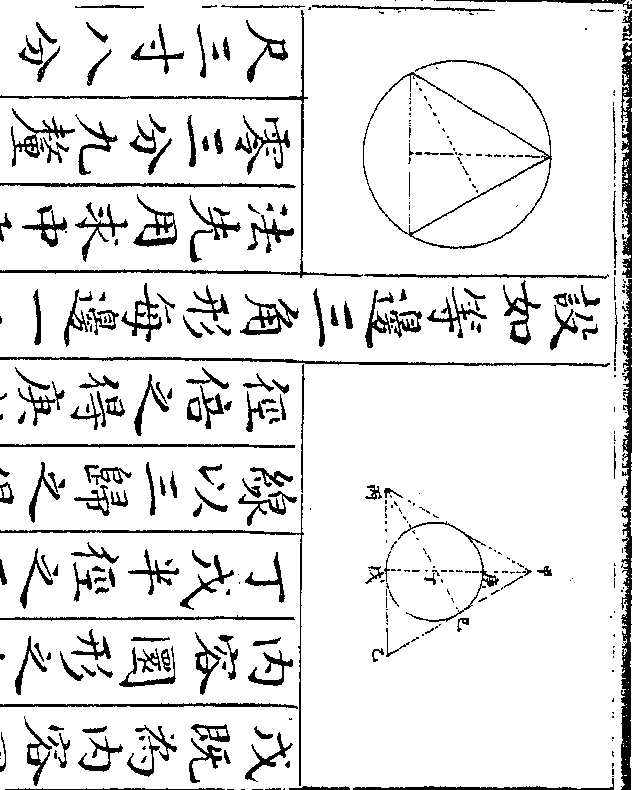 戊既為內容
內容圜形之
丁戊半徑之
線以三歸之得
徑倍之得庚
甲
庚
己
丁
丙
戊
乙
設如等邊三角形每邊一
法先用求中
零三分九釐
尺三寸八分